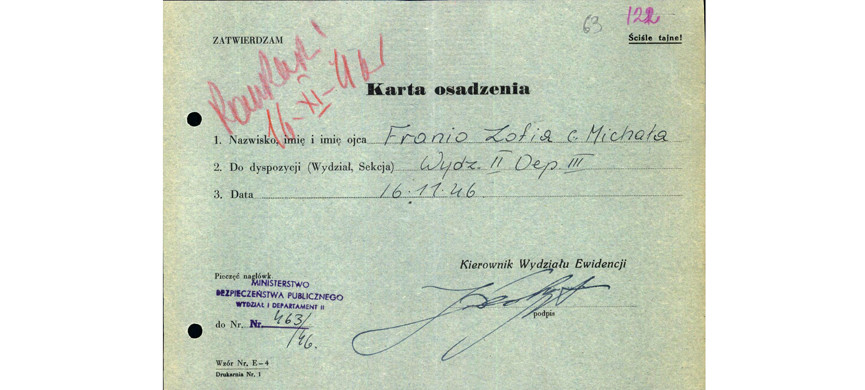 63 122
ZATWIERDZAM
Ściśle tajne!
16-XI-46
Karta osadzenia
1. Nazwisko, imię i imię ojca Franio Zofia c. Michała
2. Do dyspozycji (Wydział, Sekcja) Wydz. II Dep III
3. Data 16.11.46
Kierownik Wydziału Ewidencji
podpis
Pieczęć nagłówk.
MINISTERSTWO
BEZPIECZEŃSTWA PUBLICZNEGO
WYDZIAŁ I DEPARTAMENT II
do Nr. Nr. 463/
/46.
Wzór Nr. E-4
Drukarnia Nr. 1